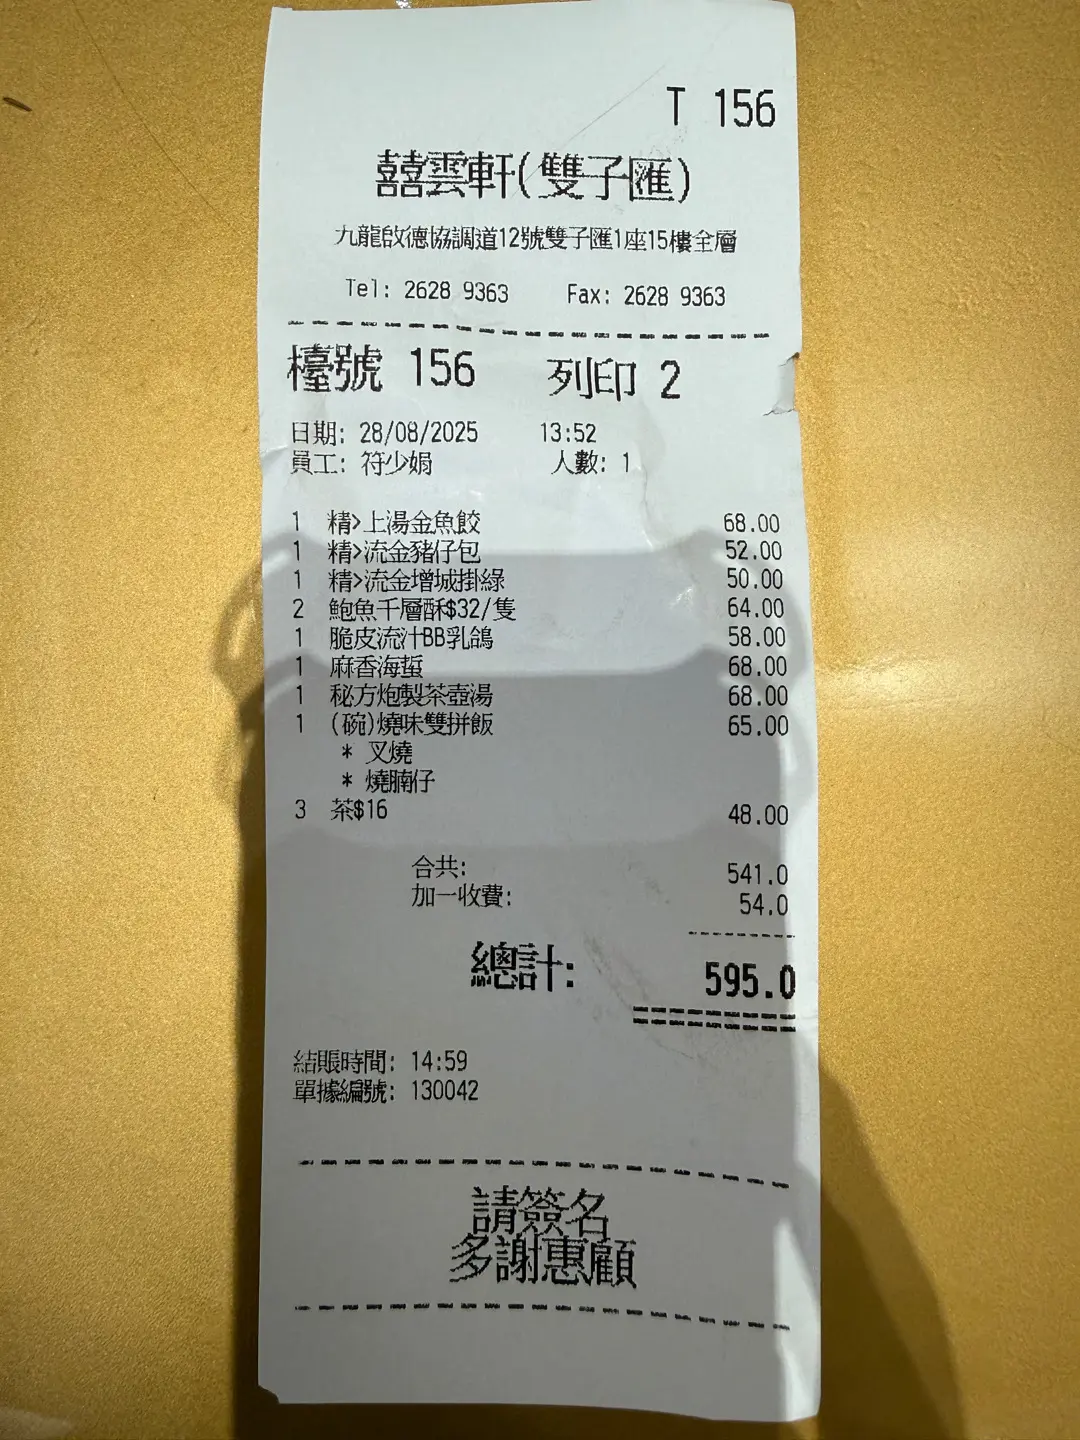 T 156
囍雲軒(雙子匯)
九龍啟德協調道12號雙子匯1座15樓全層
Tel: 2628 9363 Fax: 2628 9363
檯號 156 列印 2
日期: 28/08/2025 13:52
員工: 符少娟 人數: 1
1 精>上湯金魚餃 68.00
1 精>流金豬仔包 52.00
1 精>流金增城掛綠 50.00
2 鮑魚千層酥$32/隻 64.00
1 脆皮流汁BB乳鴿 58.00
1 麻香海蜇 68.00
1 秘方炮製茶壺湯 68.00
1 (碗)燒味雙拼飯 65.00
* 叉燒
* 燒腩仔
3 茶$16 48.00
合共: 541.0
加一收費: 54.0
總計: 595.0
結賬時間: 14:59
單據編號: 130042
請簽名
多謝惠顧